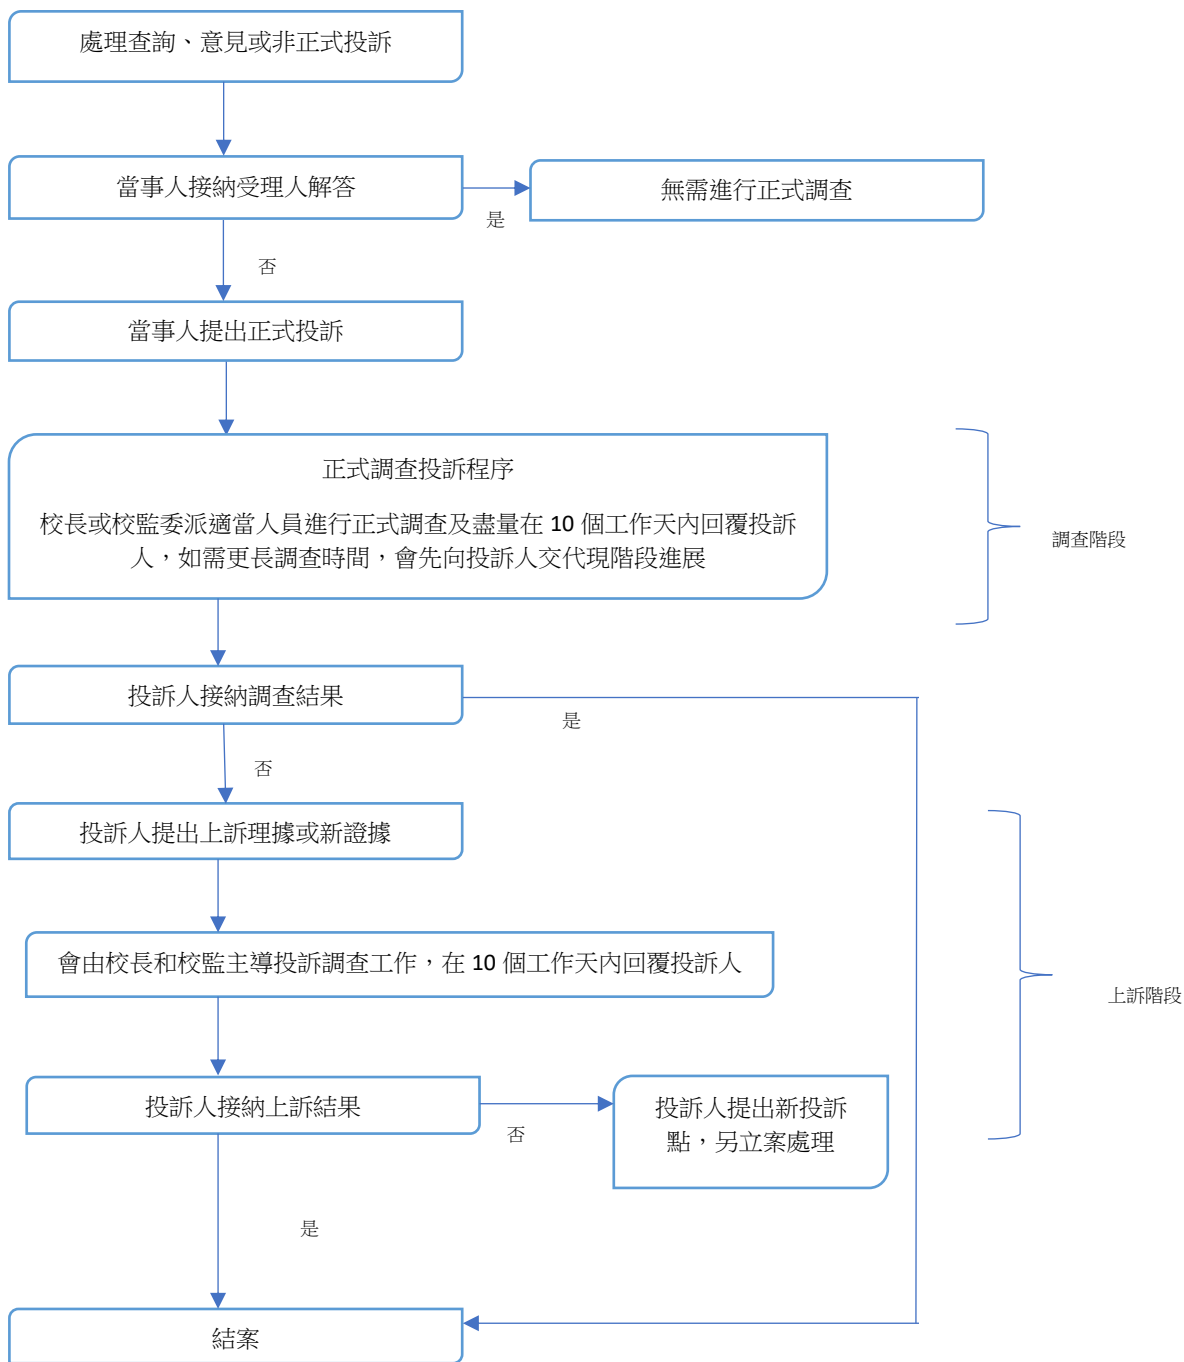 處理查詢、意見或非正式投訴
當事人接納受理人解答
無需進行正式調查
是
否
當事人提出正式投訴
正式調查投訴程序
校長或校監委派適當人員進行正式調查及盡量在 10 個工作天內回覆投訴
人，如需更長調查時間，會先向投訴人交代現階段進展
調查階段
投訴人接納調查結果
是
否
投訴人提出上訴理據或新證據
會由校長和校監主導投訴調查工作，在 10 個工作天內回覆投訴人
上訴階段
投訴人接納上訴結果
否
投訴人提出新投訴
點，另立案處理
是
結案